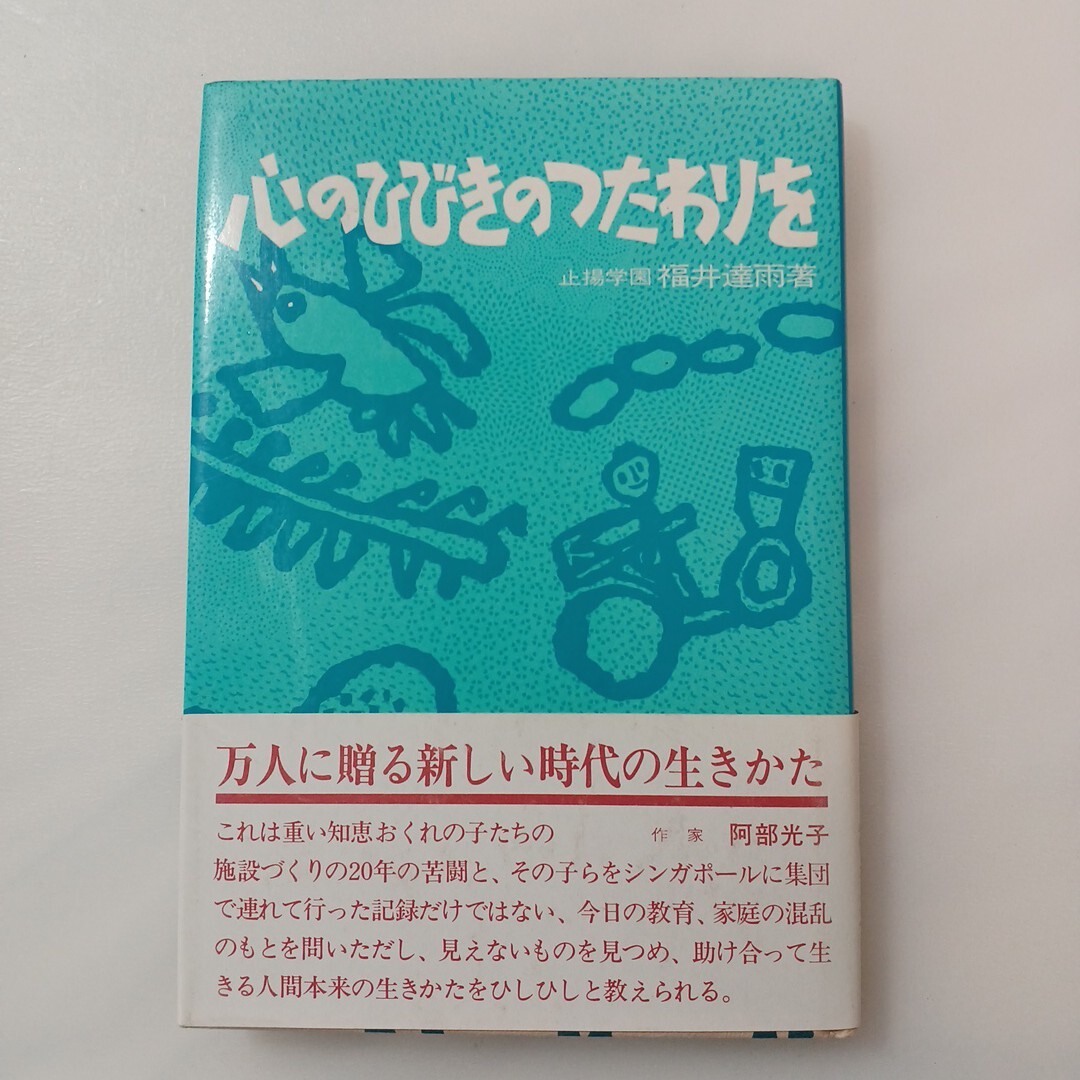 心のひびきのつたわりを
止揚学園 福井達雨著
万人に贈る新しい時代の生きかた
これは重い知恵おくれの子たちの 作家 阿部光子
施設づくりの20年の苦闘と、その子らをシンガポールに集団
で連れて行った記録だけではない、今日の教育、家庭の混乱
のもとを問いただし、見えないものを見つめ、助け合って生
きる人間本来の生きかたをひしひしと教えられる。